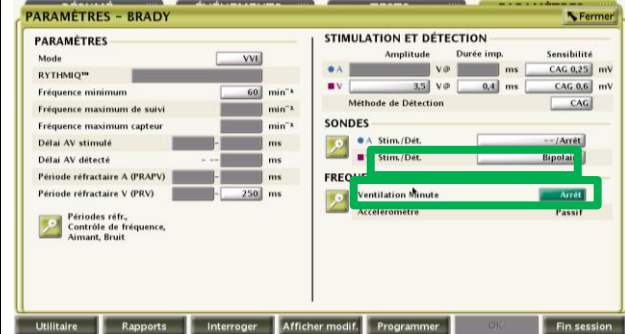 PARAMÈTRES - BRADY
Fermer
PARAMÈTRES
Mode VVI
RYTHMIQ™
Fréquence minimum 60 min⁻¹
Fréquence maximum de suivi min⁻¹
Fréquence maximum capteur min⁻¹
Délai AV stimulé - ms
Délai AV détecté - -- - ms
Période réfractaire A (PRAPV) - ms
Période réfractaire V (PRV) - 250 ms
Périodes réfr.,
Contrôle de fréquence,
Aimant, Bruit
STIMULATION ET DÉTECTION
Amplitude Durée imp. Sensibilité
A V@ ms CAG 0,25 mV
V 3,5 V@ 0,4 ms CAG 0,6 mV
Méthode de Détection CAG
SONDES
A Stim./Dét. --/Arrêt
Stim./Dét. Bipolaire
Ventilation Minute Arrêt
Accéléromètre Passif
Utilitaire Rapports Interroger Afficher modif. Programmer OK Fin session